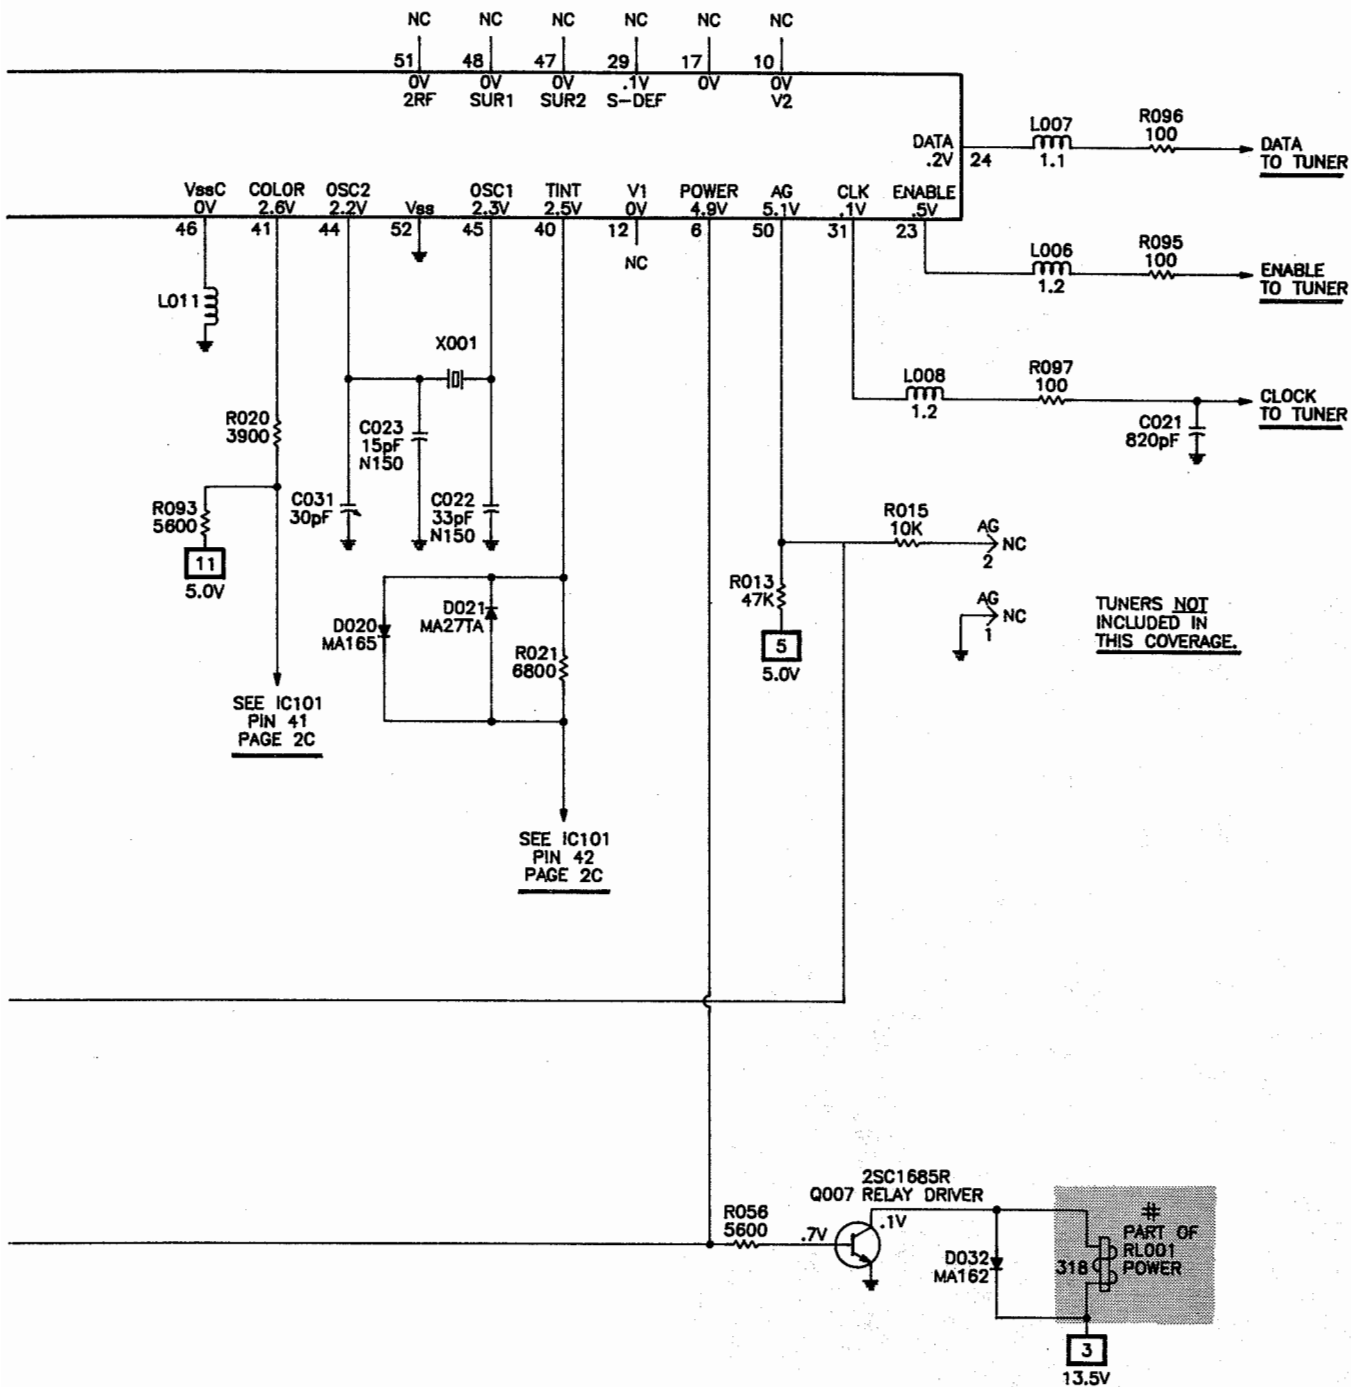 NC NC NC NC NC NC
51 48 47 29 17 10
0V 0V 0V .1V 0V 0V
2RF SUR1 SUR2 S-DEF V2
DATA
.2V 24
L007
1.1
R096
100
DATA
TO TUNER
VssC COLOR OSC2 Vss OSC1 TINT V1 POWER AG CLK ENABLE
0V 2.6V 2.2V 2.3V 2.5V 0V 4.9V 5.1V .1V .5V
46 41 44 52 45 40 12 6 50 31 23
NC
L006
1.2
R095
100
ENABLE
TO TUNER
L011
X001
L008
1.2
R097
100
CLOCK
TO TUNER
C021
820pF
R020
3900
C023
15pF
N150
R093
5600
C031
30pF
C022
33pF
N150
11
5.0V
R015
10K
AG
NC
2
R013
47K
5
5.0V
AG
NC
1
TUNERS NOT
INCLUDED IN
THIS COVERAGE.
D020
MA165
D021
MA27TA
R021
6800
SEE IC101
PIN 41
PAGE 2C
SEE IC101
PIN 42
PAGE 2C
2SC1685R
Q007 RELAY DRIVER
R056
5600
.7V
.1V
D032
MA162
#
PART OF
RL001
POWER
318
3
13.5V